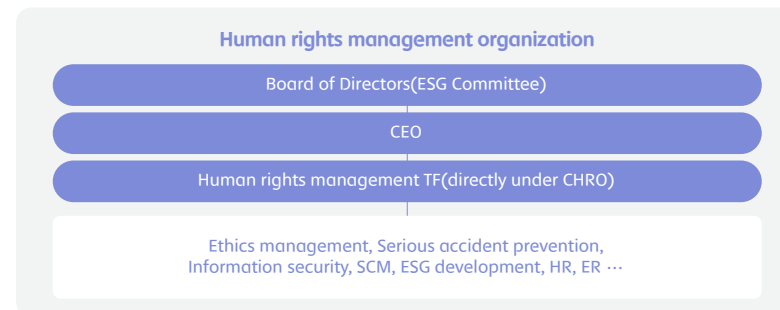 Human rights management organization
Board of Directors(ESG Committee)
CEO
Human rights management TF(directly under CHRO)
Ethics management, Serious accident prevention,
Information security, SCM, ESG development, HR, ER ⋯